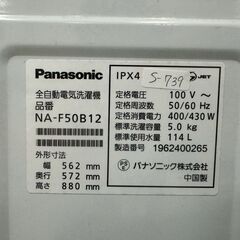 Panasonic
全自動電気洗濯機
品番
NA-F50B12
外形寸法
幅 562 mm
奥行 572 mm
高さ 880 mm
IPX4
S-739
JET
定格電圧 100 V~
定格周波数 50/60 Hz
定格消費電力 400/430 W
標準洗濯容量 5.0 kg
標準使用水量 114 L
製造番号 1962400265
パナソニック株式会社
中国製